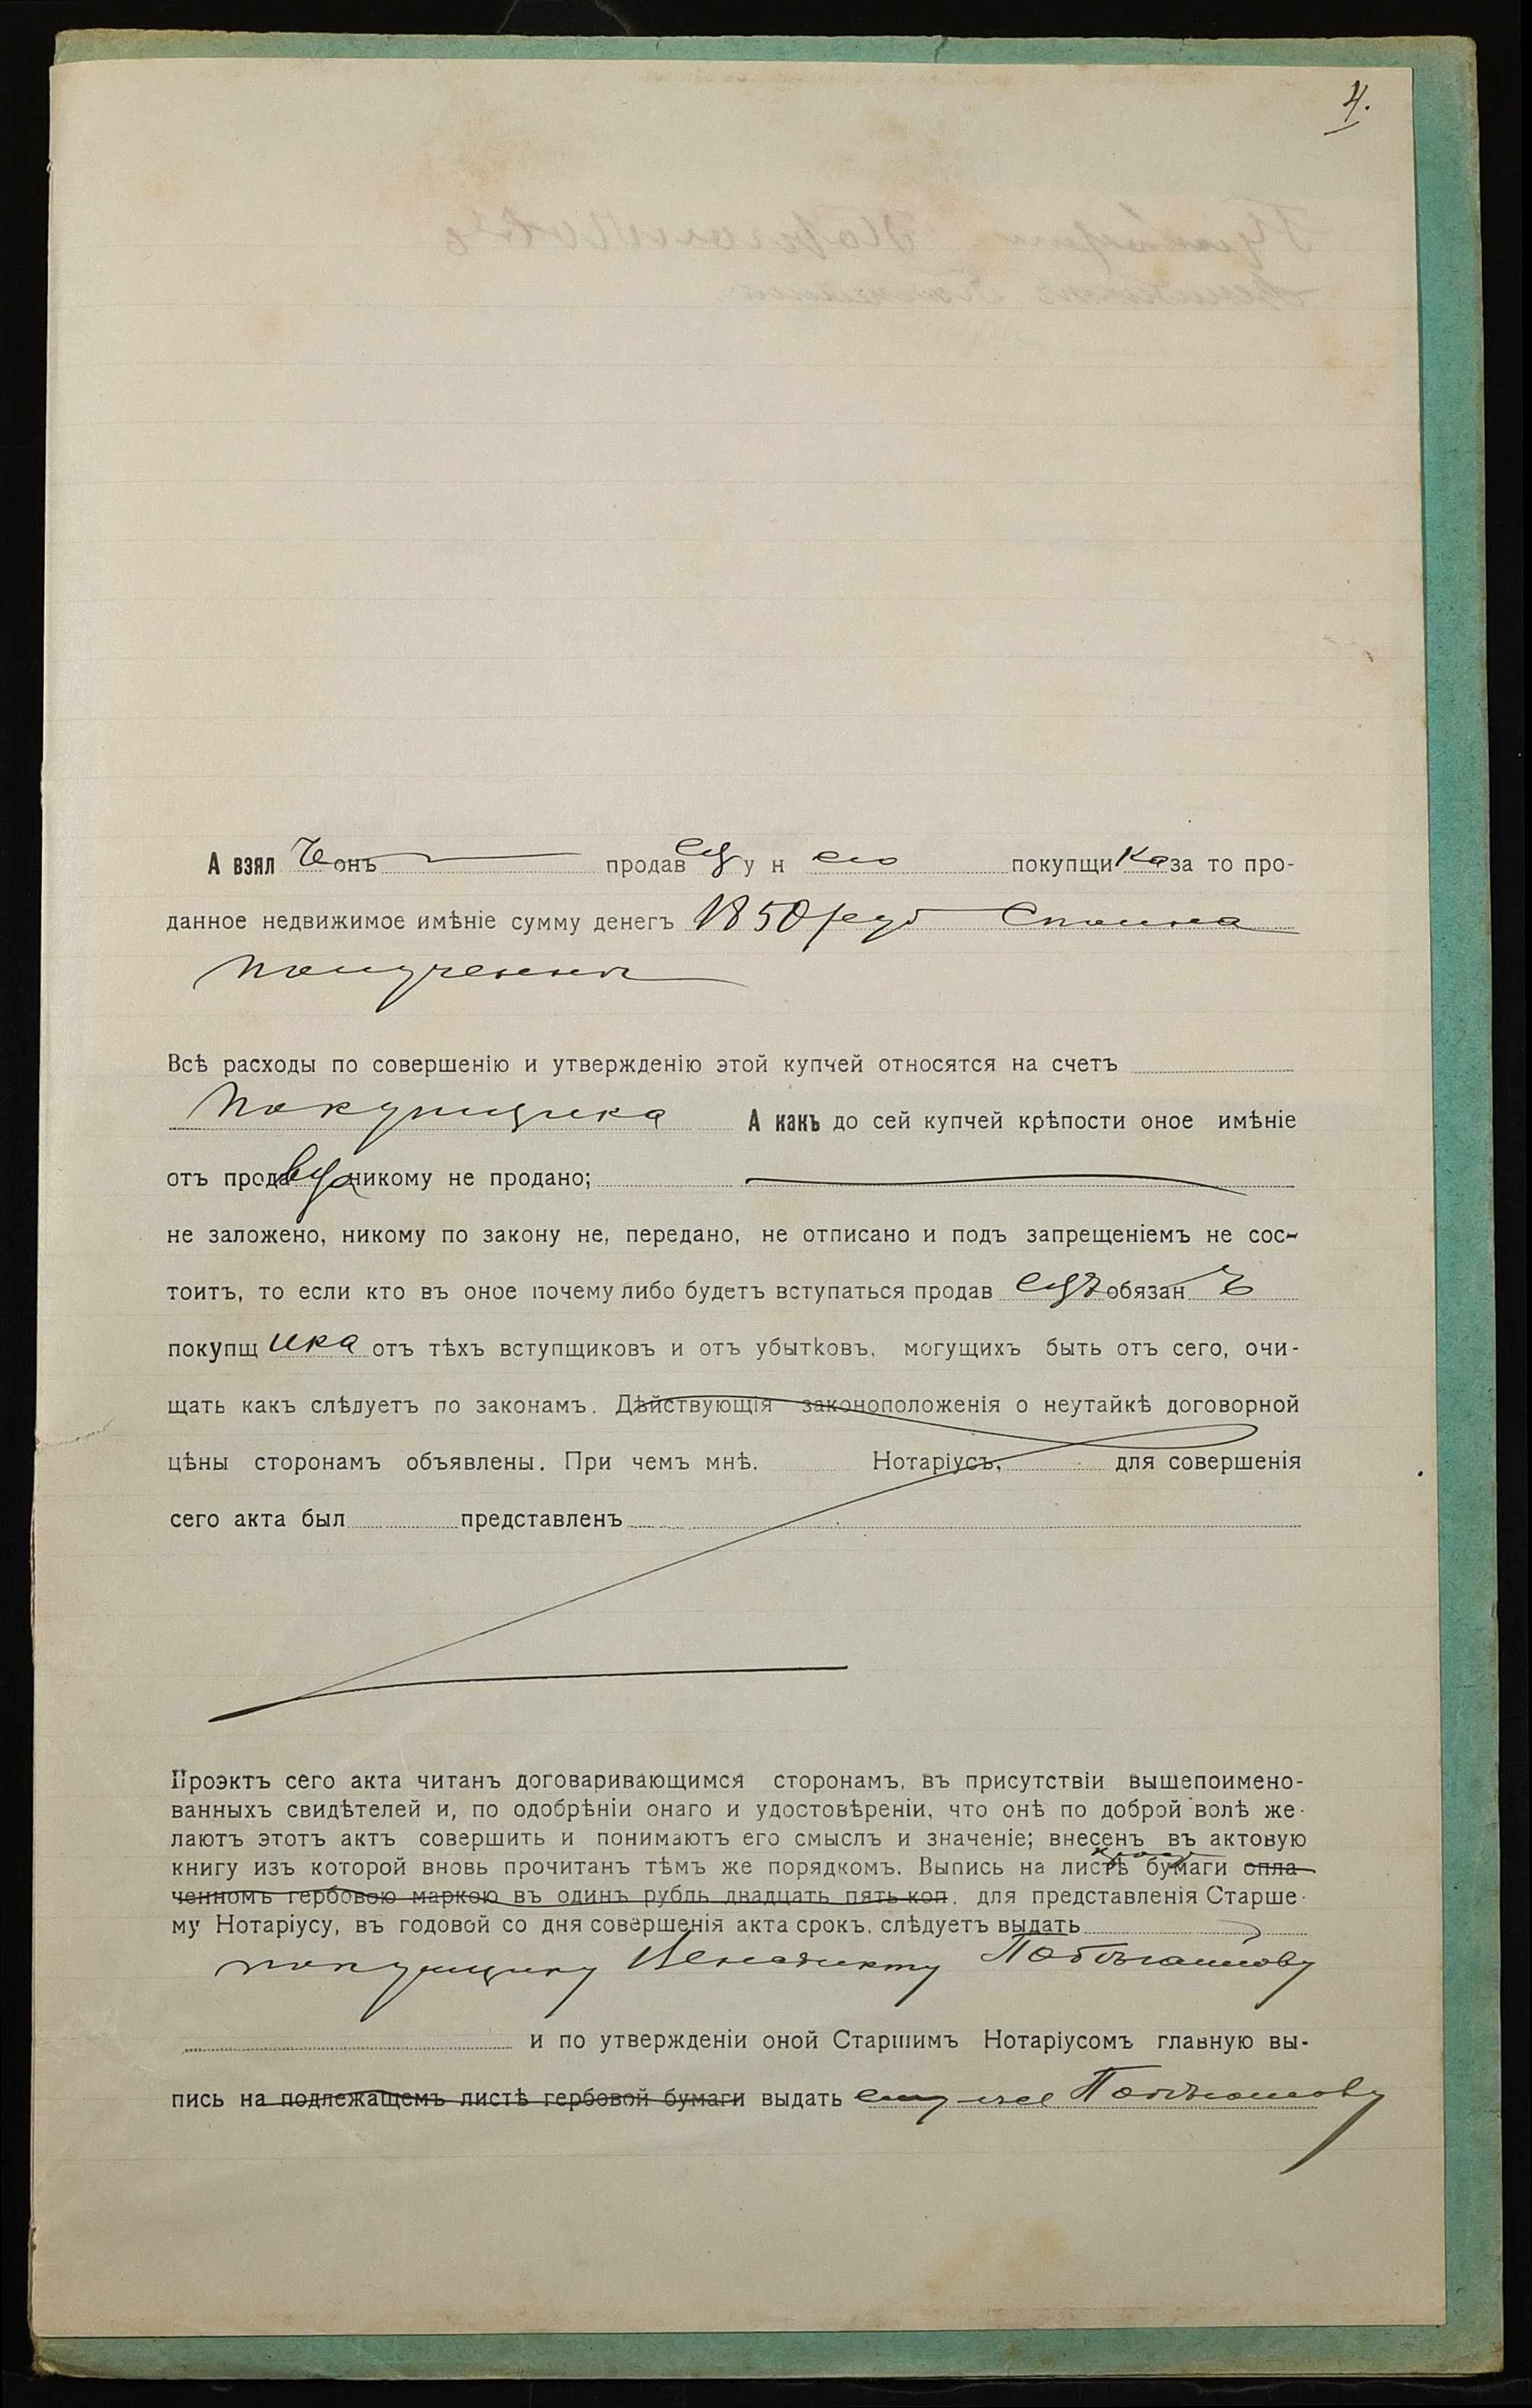 4.
А взялъ онъ продавецъ у него покупщика за то про-
данное недвижимое имѣніе сумму денегъ 1850 руб Сполна
полученныхъ
Всѣ расходы по совершенію и утвержденію этой купчей относятся на счетъ
покупщика А какъ до сей купчей крѣпости оное имѣніе
отъ продавца никому не продано;
не заложено, никому по закону не, передано, не отписано и подъ запрещеніемъ не сос-
тоитъ, то если кто въ оное почему либо будетъ вступаться продавецъ обязанъ
покупщика отъ тѣхъ вступщиковъ и отъ убытковъ, могущихъ быть отъ сего, очи-
щать какъ слѣдуетъ по законамъ. Дѣйствующія законоположенія о неутайкѣ договорной
цѣны сторонамъ объявлены. При чемъ мнѣ. Нотаріусъ, для совершенія
сего акта был представленъ
Проэктъ сего акта читанъ договаривающимся сторонамъ, въ присутствіи вышепоимено-
ванныхъ свидѣтелей и, по одобрѣніи онаго и удостовѣреніи, что онѣ по доброй волѣ же-
лаютъ этотъ актъ совершить и понимаютъ его смыслъ и значеніе; внесенъ въ актовую
книгу изъ которой вновь прочитанъ тѣмъ же порядкомъ. Выпись на листѣ бумаги опла-
ченномъ гербовою маркою въ одинъ рубль двадцать пять коп. для представленія Старше-
му Нотаріусу, въ годовой со дня совершенія акта срокъ. слѣдуетъ выдать
покупщику Венедикту
и по утвержденіи оной Старшимъ Нотаріусомъ главную вы-
пись на подлежащемъ листѣ гербовой бумаги выдать ему же